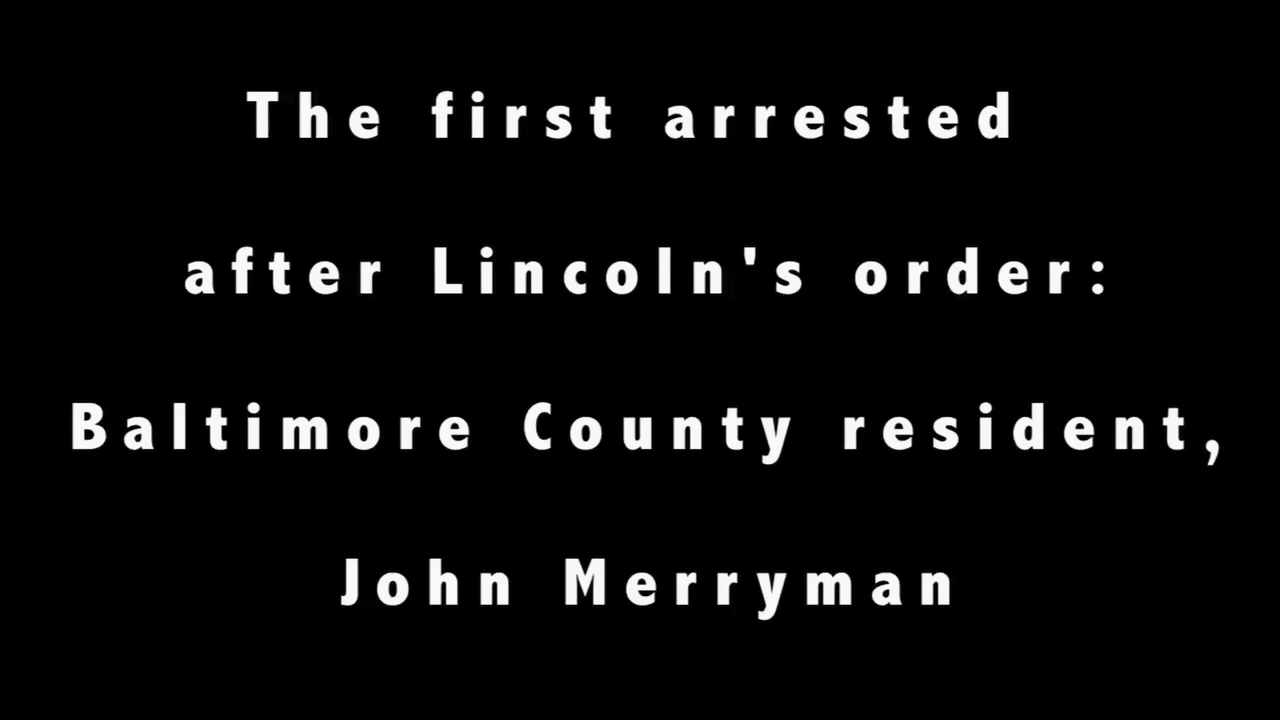 The first arrested
after Lincoln's order:
Baltimore County resident,
John Merryman